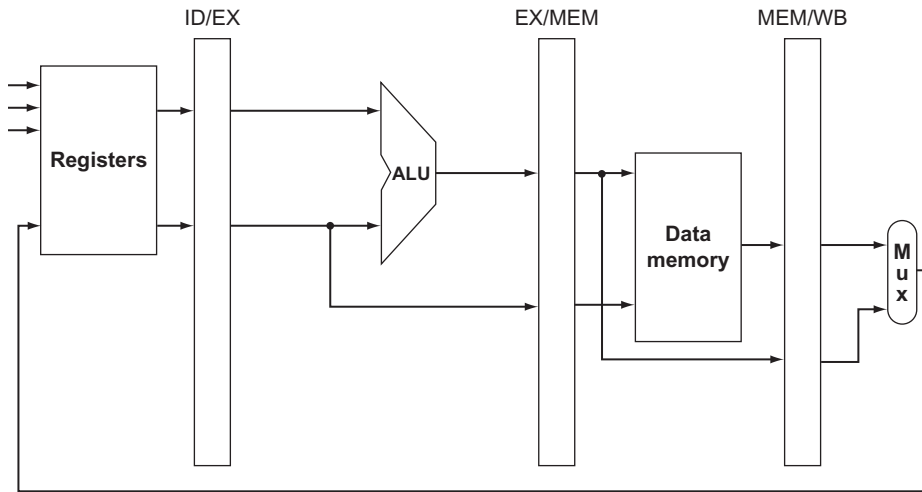 ID/EX
EX/MEM
MEM/WB
Registers
ALU
Data
memory
M
u
x